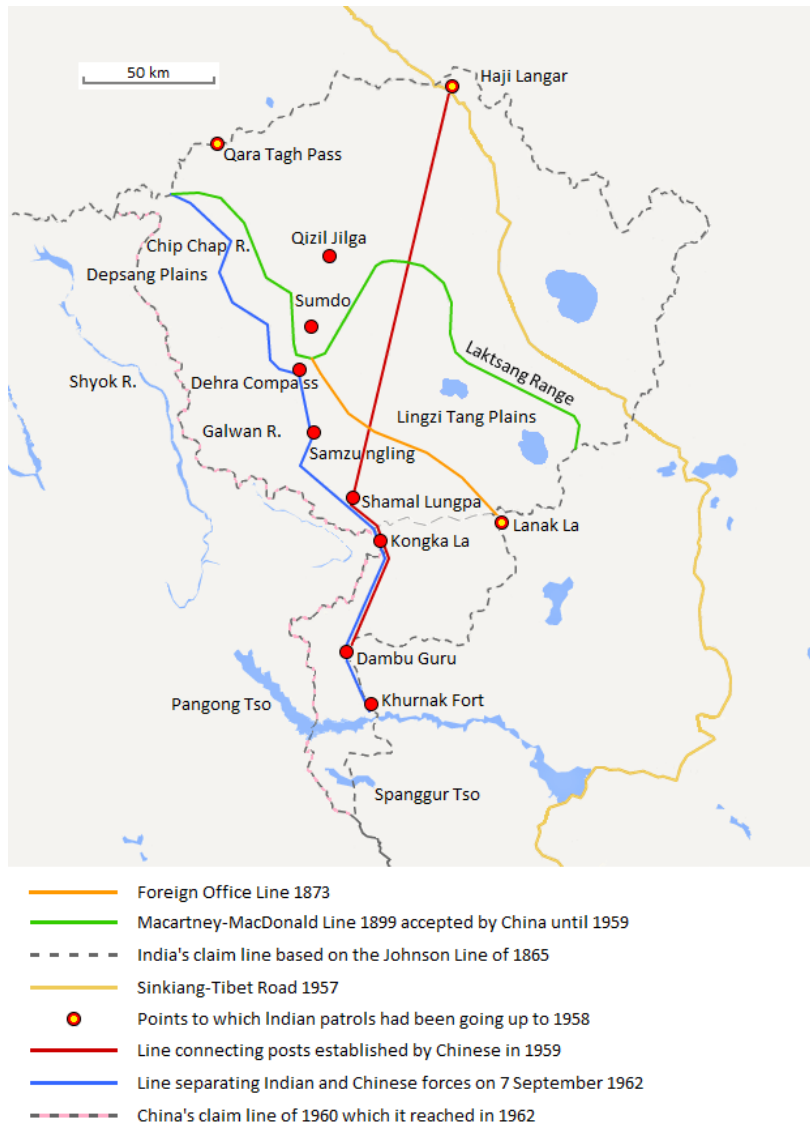 50 km
Haji Langar
Qara Tagh Pass
Chip Chap R.
Qizil Jilga
Depsang Plains
Sumdo
Laktsang Range
Shyok R.
Dehra Compass
Lingzi Tang Plains
Galwan R.
Samzungling
Shamal Lungpa
Lanak La
Kongka La
Dambu Guru
Pangong Tso
Khurnak Fort
Spanggur Tso
Foreign Office Line 1873
Macartney-MacDonald Line 1899 accepted by China until 1959
India's claim line based on the Johnson Line of 1865
Sinkiang-Tibet Road 1957
Points to which Indian patrols had been going up to 1958
Line connecting posts established by Chinese in 1959
Line separating Indian and Chinese forces on 7 September 1962
China's claim line of 1960 which it reached in 1962